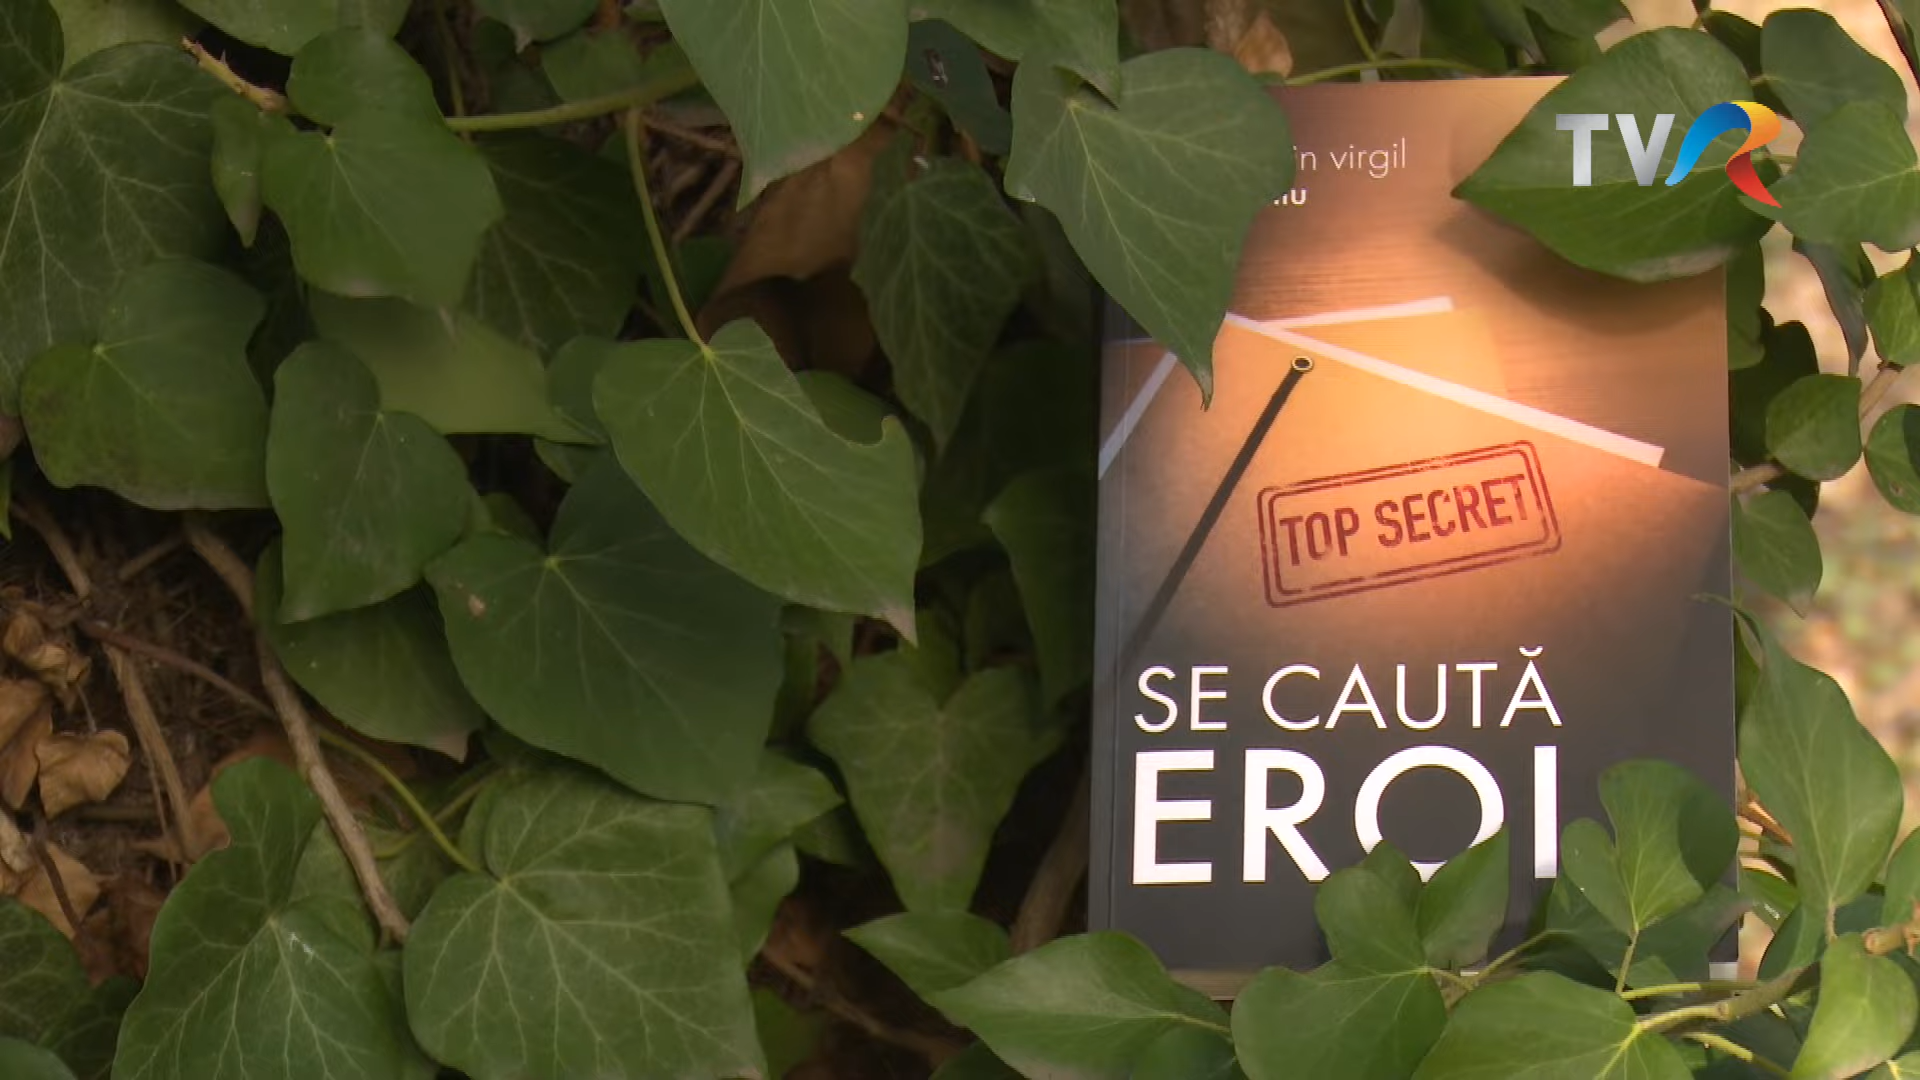 TVR
virgil
TOP SECRET
SE CAUTĂ
EROI